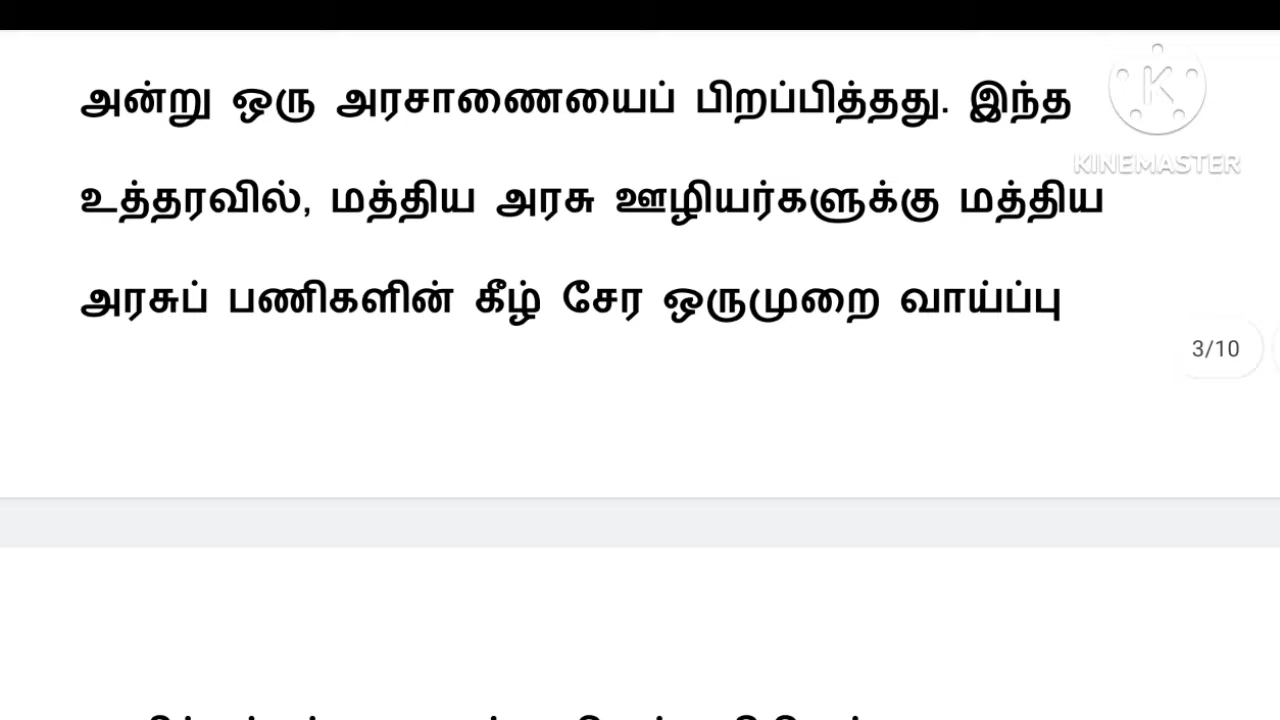 அன்று ஒரு அரசாணையைப் பிறப்பித்தது. இந்த
KINEMASTER
உத்தரவில், மத்திய அரசு ஊழியர்களுக்கு மத்திய
அரசுப் பணிகளின் கீழ் சேர ஒருமுறை வாய்ப்பு
3/10